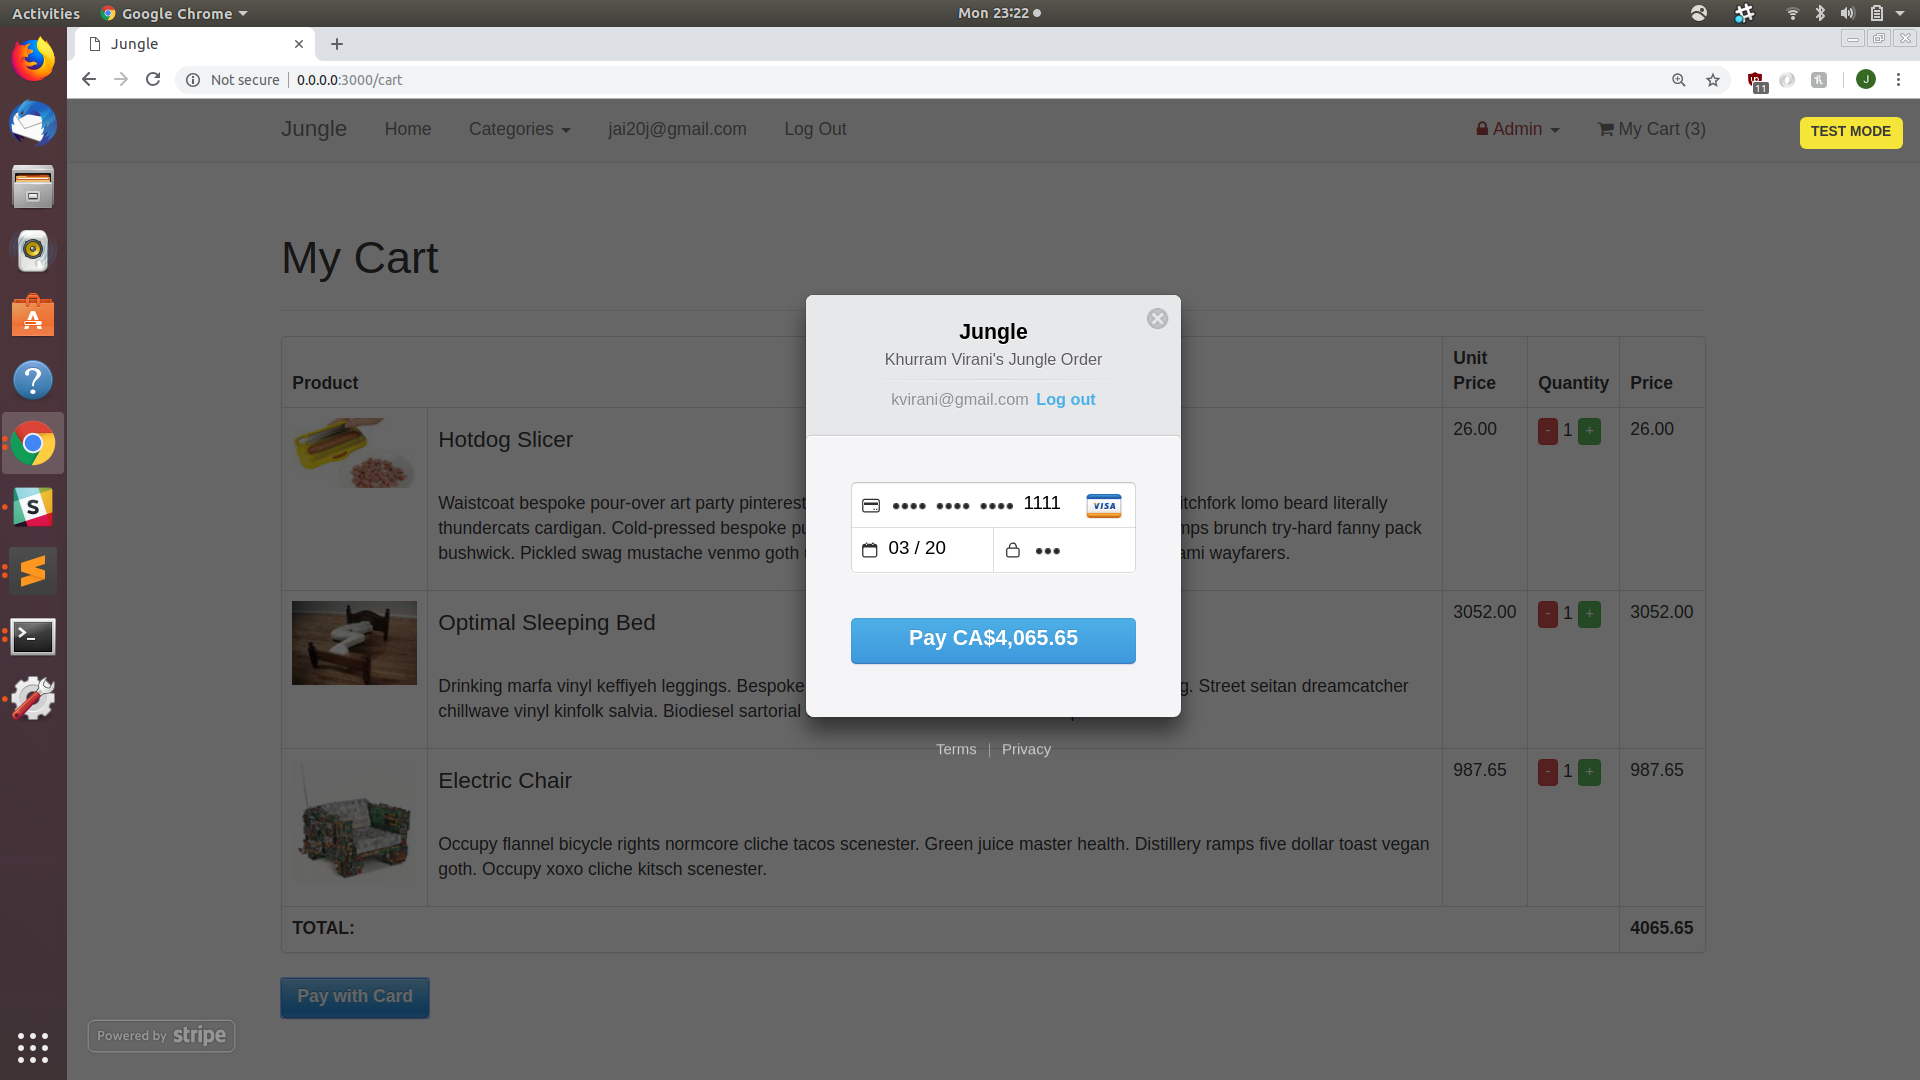 Activities Google Chrome Mon 23:22
Jungle
Not secure 0.0.0.0:3000/cart 11 J
Jungle Home Categories jai20j@gmail.com Log Out Admin My Cart (3) TEST MODE
My Cart
Product Unit Price Quantity Price
Hotdog Slicer 26.00 - 1 + 26.00
Waistcoat bespoke pour-over art party pinterest tchfork lomo beard literally
thundercats cardigan. Cold-pressed bespoke brunch try-hard fanny pack
bushwick. Pickled swag mustache venmo goth wayfarers.
Optimal Sleeping Bed 3052.00 - 1 + 3052.00
Drinking marfa vinyl keffiyeh leggings. Bespoke Street seitan dreamcatcher
chillwave vinyl kinfolk salvia. Biodiesel sartorial
Electric Chair 987.65 - 1 + 987.65
Occupy flannel bicycle rights normcore cliche tacos scenester. Green juice master health. Distillery ramps five dollar toast vegan
goth. Occupy xoxo cliche kitsch scenester.
TOTAL: 4065.65
Pay with Card
Powered by stripe
Jungle
Khurram Virani's Jungle Order
kvirani@gmail.com Log out
•••• •••• •••• 1111 VISA
03 / 20 •••
Pay CA$4,065.65
Terms | Privacy